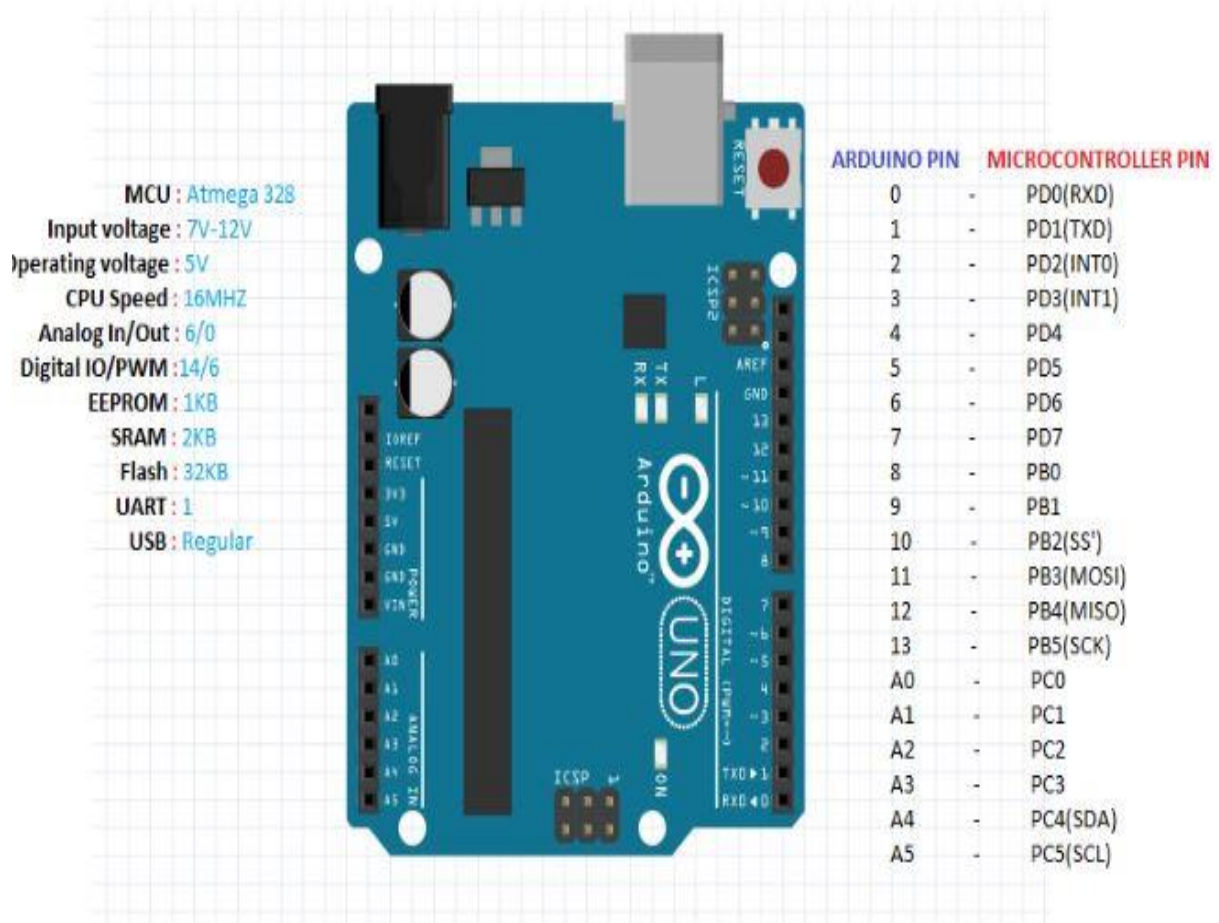 MCU : Atmega 328
Input voltage : 7V-12V
Operating voltage : 5V
CPU Speed : 16MHZ
Analog In/Out : 6/0
Digital IO/PWM :14/6
EEPROM : 1KB
SRAM : 2KB
Flash : 32KB
UART : 1
USB : Regular
RESET
ICSP2
AREF
GND
13
12
~11
~10
~9
8
7
~6
~5
4
~3
2
TXD▶1
RXD◀0
DIGITAL (PWM=~)
RX
TX
L
Arduino™
UNO
ON
ICSP
1
IOREF
RESET
3V3
5V
GND
GND
VIN
POWER
A0
A1
A2
A3
A4
A5
ANALOG IN
ARDUINO PIN MICROCONTROLLER PIN
0 - PD0(RXD)
1 - PD1(TXD)
2 - PD2(INT0)
3 - PD3(INT1)
4 - PD4
5 - PD5
6 - PD6
7 - PD7
8 - PB0
9 - PB1
10 - PB2(SS')
11 - PB3(MOSI)
12 - PB4(MISO)
13 - PB5(SCK)
A0 - PC0
A1 - PC1
A2 - PC2
A3 - PC3
A4 - PC4(SDA)
A5 - PC5(SCL)